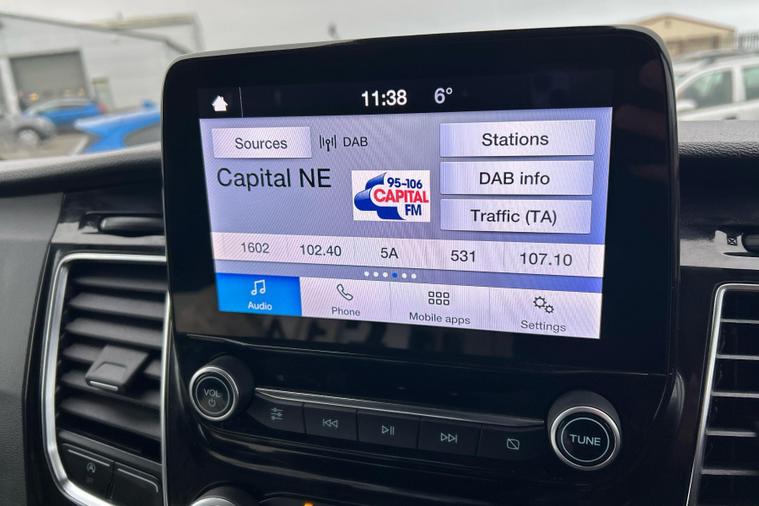 11:38 6°
Sources DAB
Stations
Capital NE
95-106
CAPITAL
FM
DAB info
Traffic (TA)
1602 102.40 5A 531 107.10
Audio
Phone
Mobile apps
Settings
VOL
TUNE